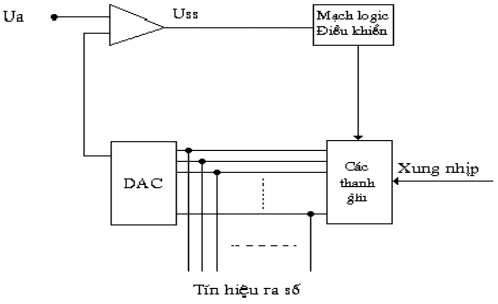 Ua
Uss
Mạch logic
Điều khiển
DAC
Các
thanh
ghi
Xung nhịp
Tín hiệu ra số